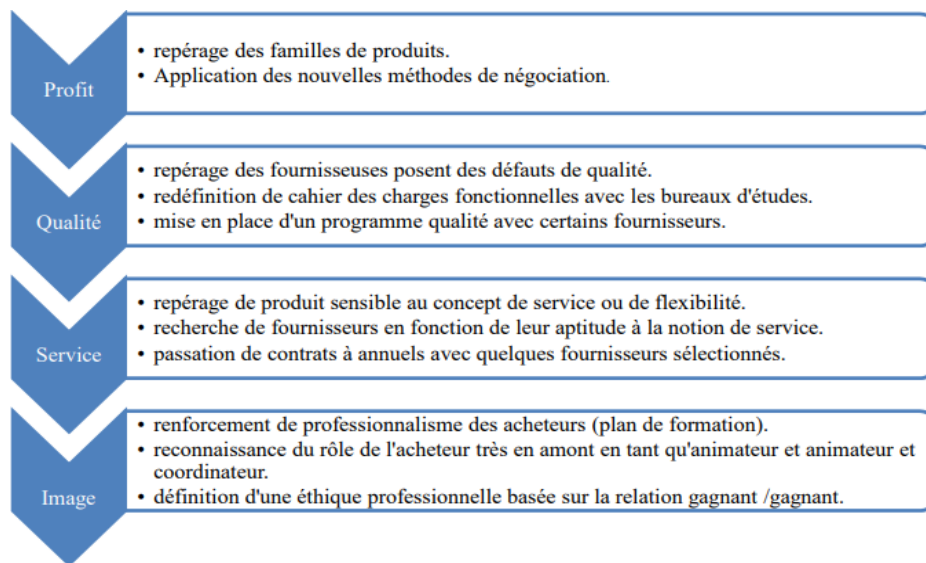 Profit
• repérage des familles de produits.
• Application des nouvelles méthodes de négociation.
Qualité
• repérage des fournisseuses posent des défauts de qualité.
• redéfinition de cahier des charges fonctionnelles avec les bureaux d'études.
• mise en place d'un programme qualité avec certains fournisseurs.
Service
• repérage de produit sensible au concept de service ou de flexibilité.
• recherche de fournisseurs en fonction de leur aptitude à la notion de service.
• passation de contrats à annuels avec quelques fournisseurs sélectionnés.
Image
• renforcement de professionnalisme des acheteurs (plan de formation).
• reconnaissance du rôle de l'acheteur très en amont en tant qu'animateur et animateur et
coordinateur.
• définition d'une éthique professionnelle basée sur la relation gagnant /gagnant.